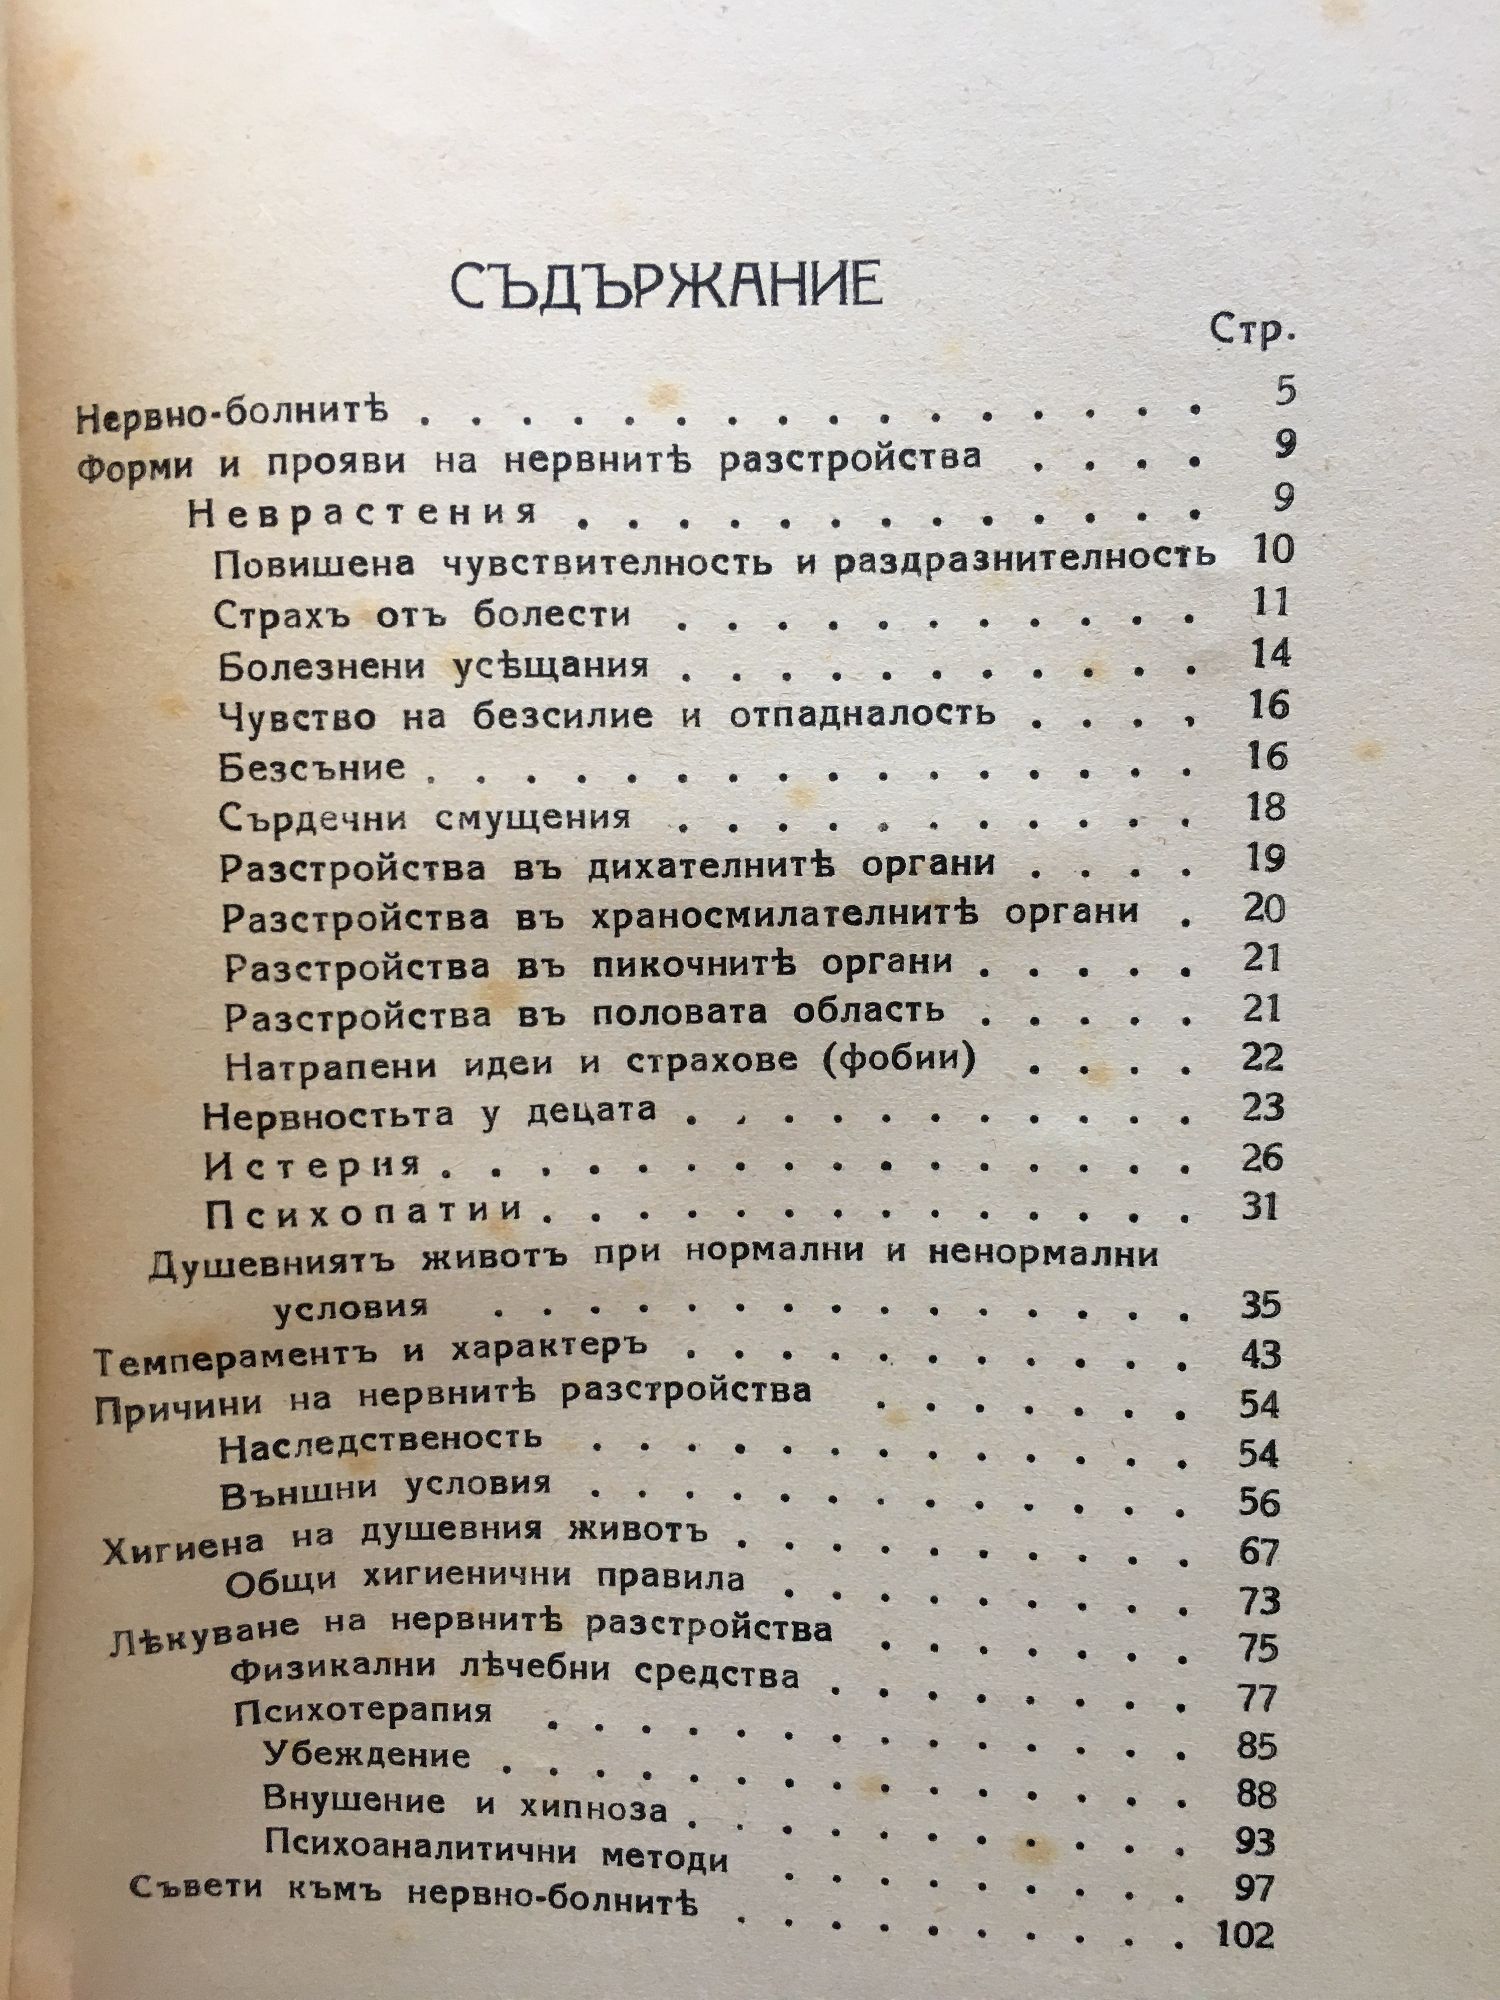 СЪДЪРЖАНИЕ
Стр.
Нервно-болнитѣ . . . . . . . . . . . . . . . . 5
Форми и прояви на нервнитѣ разстройства . . . . 9
Неврастения . . . . . . . . . . . . . 9
Повишена чувствителность и раздразнителность 10
Страхъ отъ болести . . . . . . . . . . . 11
Болезнени усѣщания . . . . . . . . . . . 14
Чувство на безсилие и отпадналость . . . . 16
Безсъние . . . . . . . . . . . . . . . . 16
Сърдечни смущения . . . . . . . . . . . 18
Разстройства въ дихателнитѣ органи . . . . 19
Разстройства въ храносмилателнитѣ органи . 20
Разстройства въ пикочнитѣ органи . . . . . 21
Разстройства въ половата область . . . . . 21
Натрапени идеи и страхове (фобии) . . . . 22
Нервностьта у децата . . . . . . . . . . . 23
Истерия . . . . . . . . . . . . . . . . 26
Психопатии . . . . . . . . . . . . . . 31
Душевниятъ животъ при нормални и ненормални
условия . . . . . . . . . . . . . . . 35
Темпераментъ и характеръ . . . . . . . . . . . 43
Причини на нервнитѣ разстройства . . . . . . . 54
Наследственость . . . . . . . . . . . . . 54
Външни условия . . . . . . . . . . . . . 56
Хигиена на душевния животъ . . . . . . . . . . 67
Общи хигиенични правила . . . . . . . . . 73
Лѣкуване на нервнитѣ разстройства . . . . . . . 75
Физикални лѣчебни средства . . . . . . . . 77
Психотерапия . . . . . . . . . . . . . . 85
Убеждение . . . . . . . . . . . . . . . 88
Внушение и хипноза . . . . . . . . . . . 93
Психоаналитични методи . . . . . . . . . 97
Съвети къмъ нервно-болнитѣ . . . . . . . . . . 102